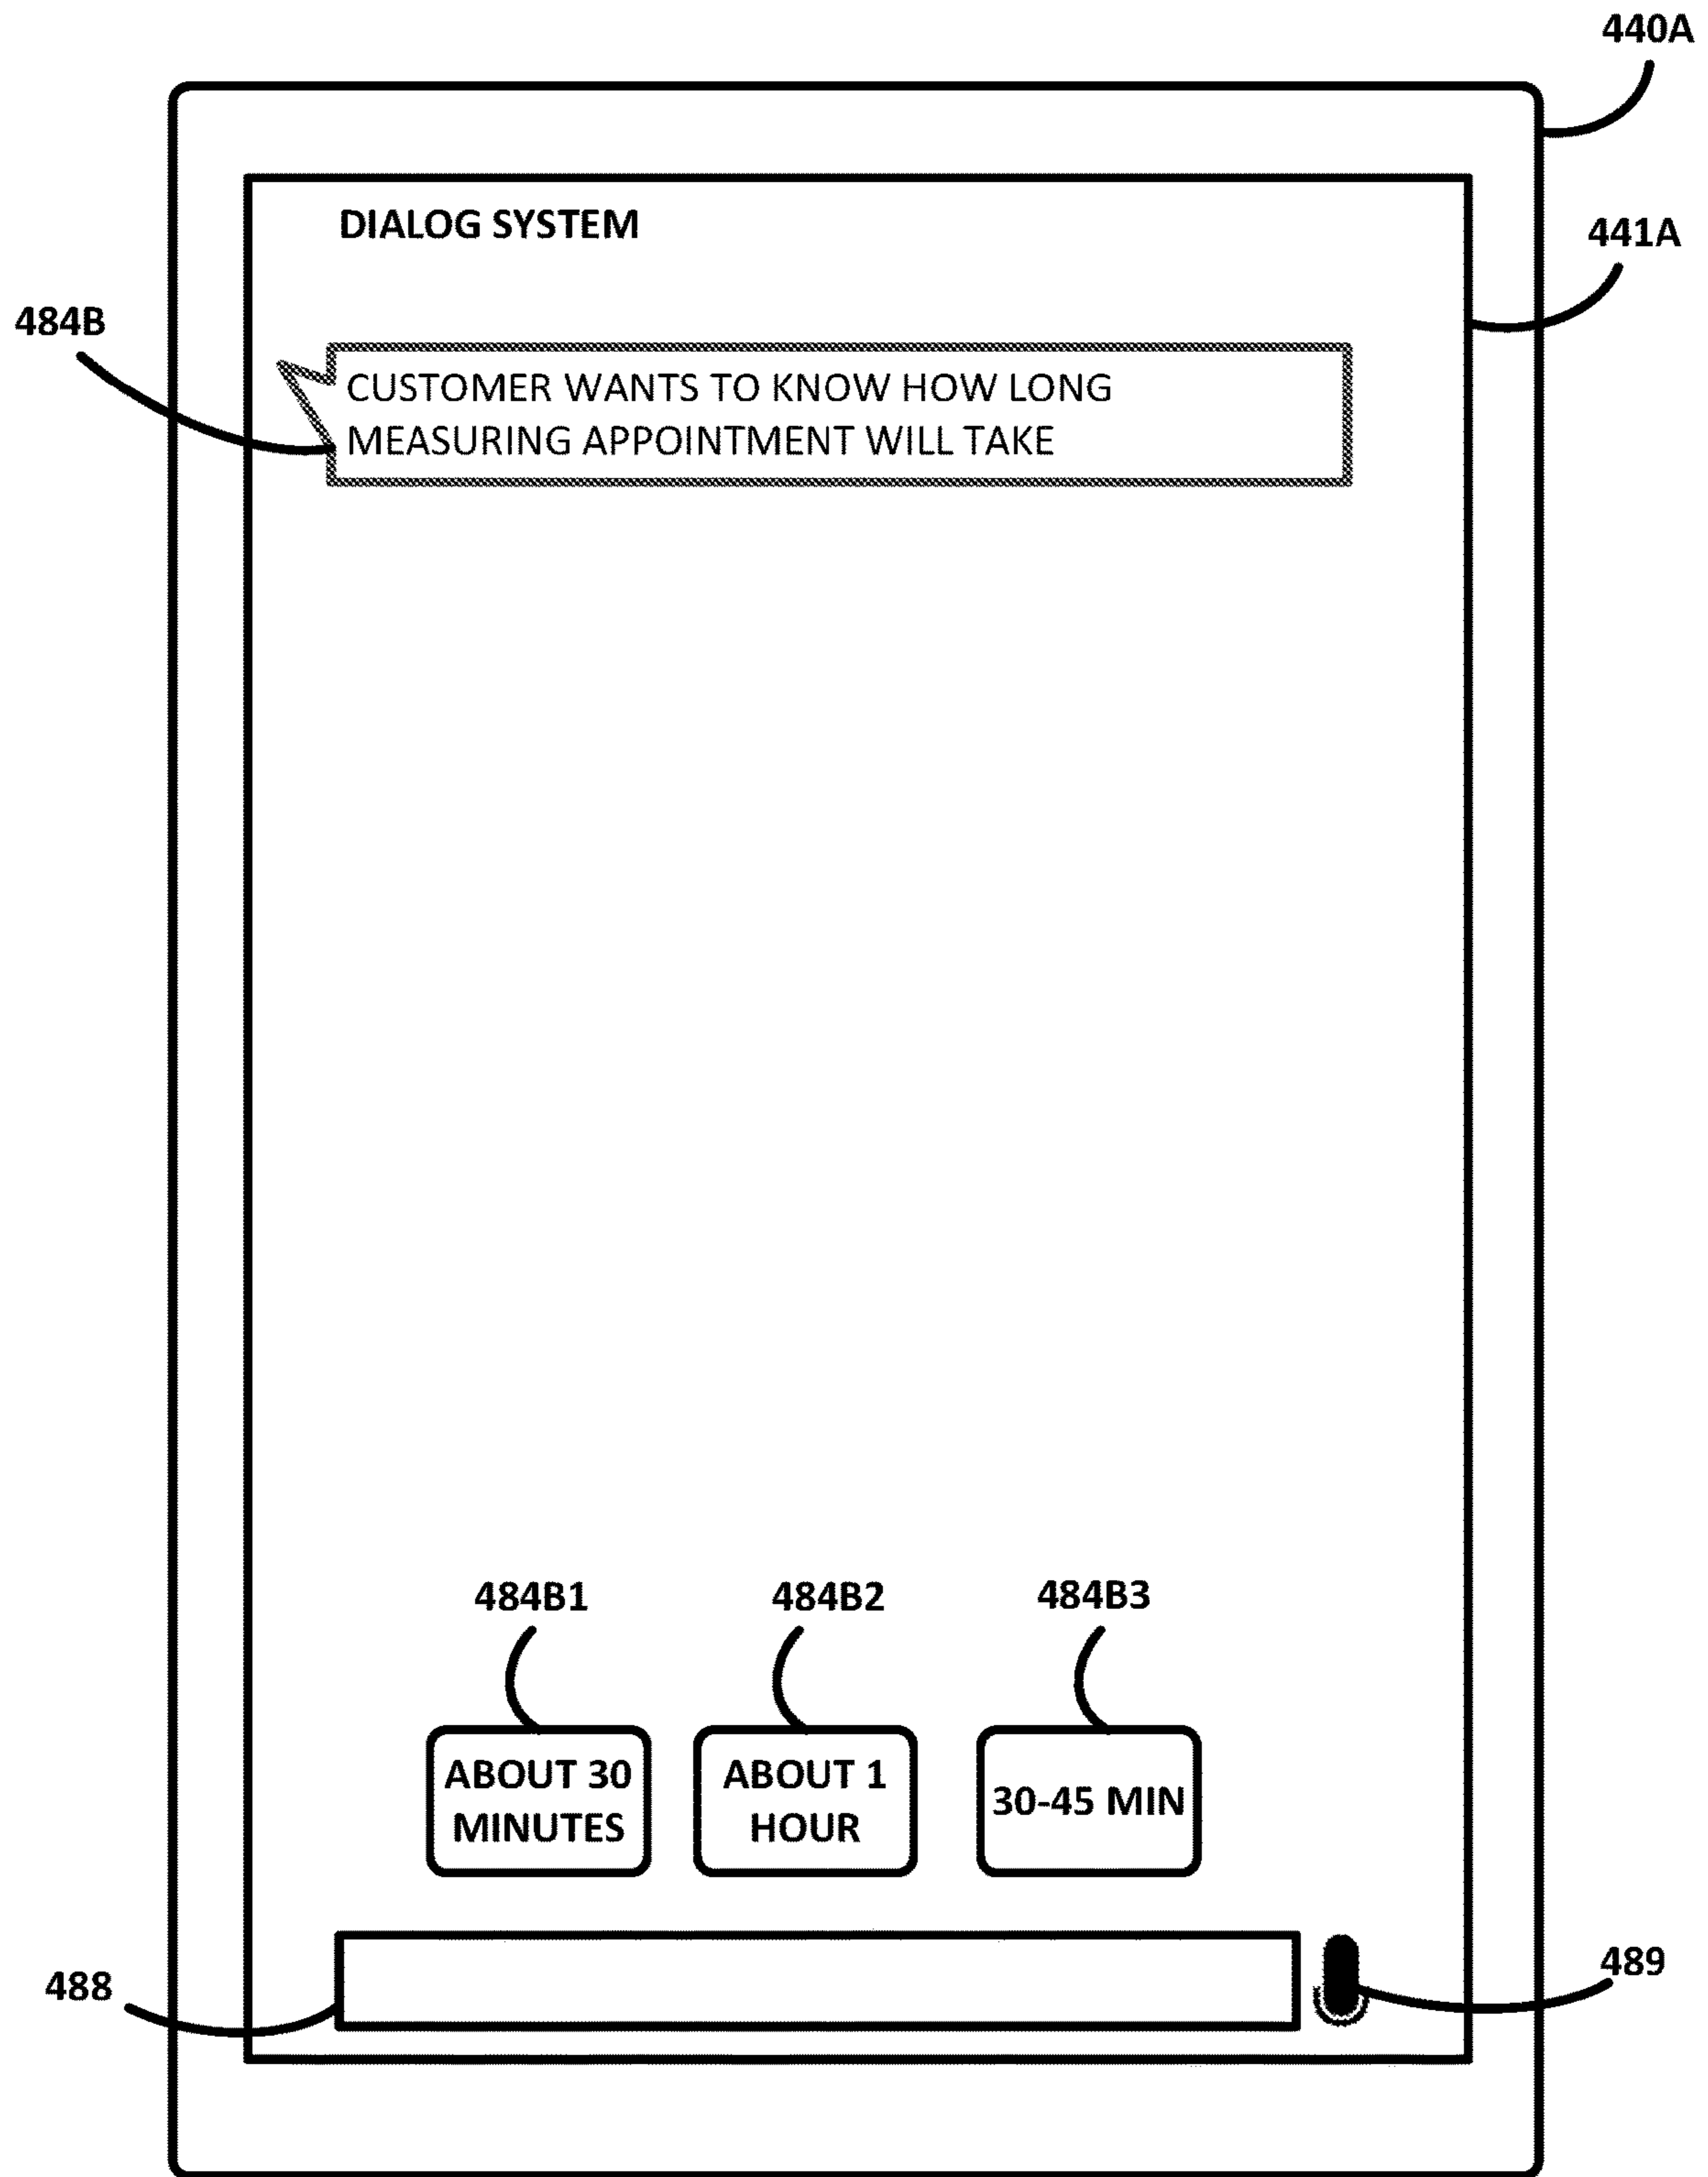 440A
DIALOG SYSTEM
441A
484B
CUSTOMER WANTS TO KNOW HOW LONG
MEASURING APPOINTMENT WILL TAKE
484B1
484B2
484B3
ABOUT 30
MINUTES
ABOUT 1
HOUR
30-45 MIN
488
489